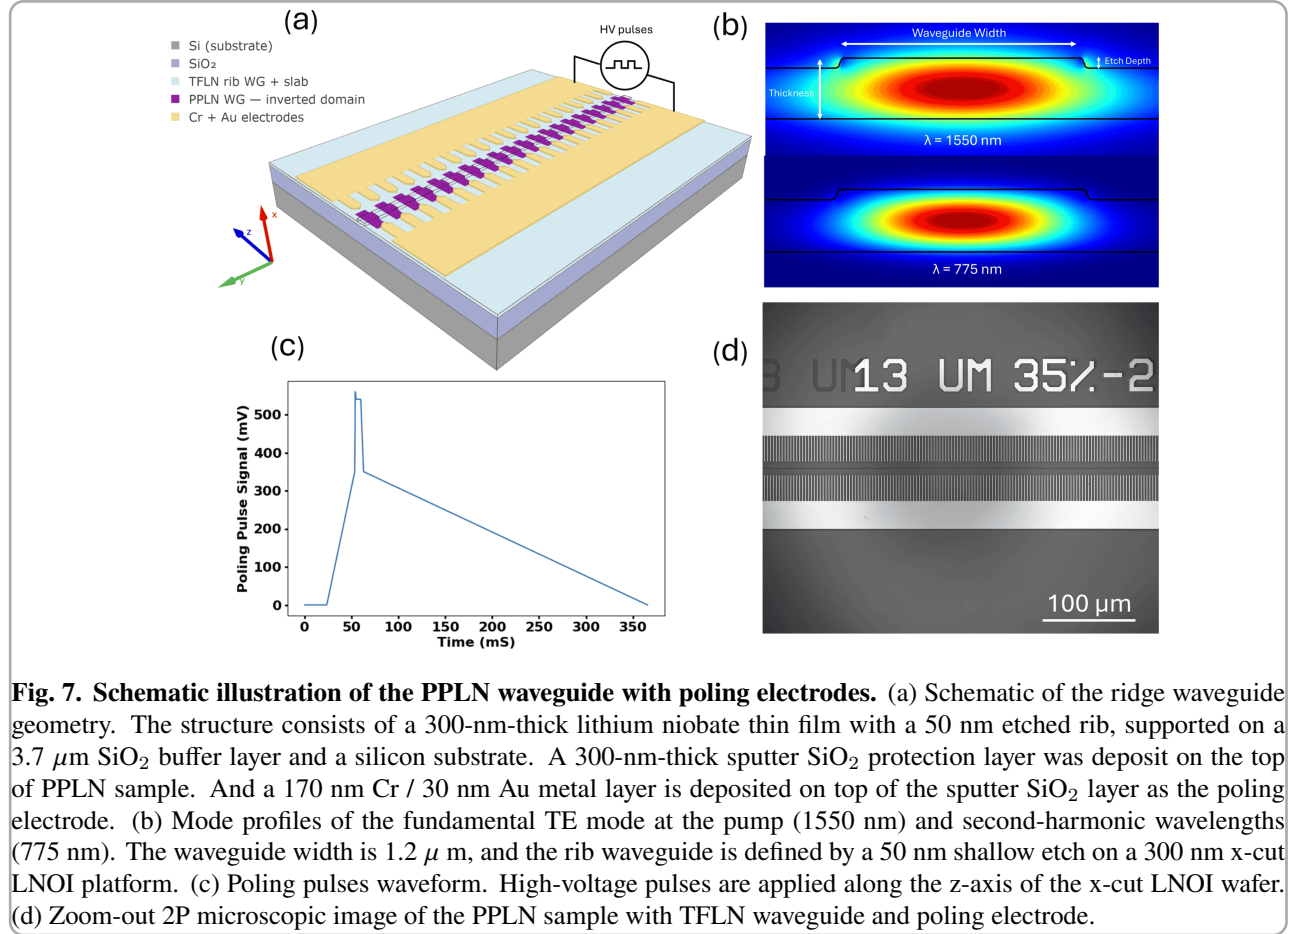 (a)
Si (substrate)
SiO₂
TFLN rib WG + slab
PPLN WG — inverted domain
Cr + Au electrodes
HV pulses
x
z
y
(b)
Waveguide Width
Etch Depth
Thickness
λ = 1550 nm
λ = 775 nm
(c)
Poling Pulse Signal (mV)
500
400
300
200
100
0
0 50 100 150 200 250 300 350
Time (mS)
(d)
UM 13 UM 35%-2
100 µm
Fig. 7. Schematic illustration of the PPLN waveguide with poling electrodes. (a) Schematic of the ridge waveguide
geometry. The structure consists of a 300-nm-thick lithium niobate thin film with a 50 nm etched rib, supported on a
3.7 μm SiO₂ buffer layer and a silicon substrate. A 300-nm-thick sputter SiO₂ protection layer was deposit on the top
of PPLN sample. And a 170 nm Cr / 30 nm Au metal layer is deposited on top of the sputter SiO₂ layer as the poling
electrode. (b) Mode profiles of the fundamental TE mode at the pump (1550 nm) and second-harmonic wavelengths
(775 nm). The waveguide width is 1.2 μ m, and the rib waveguide is defined by a 50 nm shallow etch on a 300 nm x-cut
LNOI platform. (c) Poling pulses waveform. High-voltage pulses are applied along the z-axis of the x-cut LNOI wafer.
(d) Zoom-out 2P microscopic image of the PPLN sample with TFLN waveguide and poling electrode.